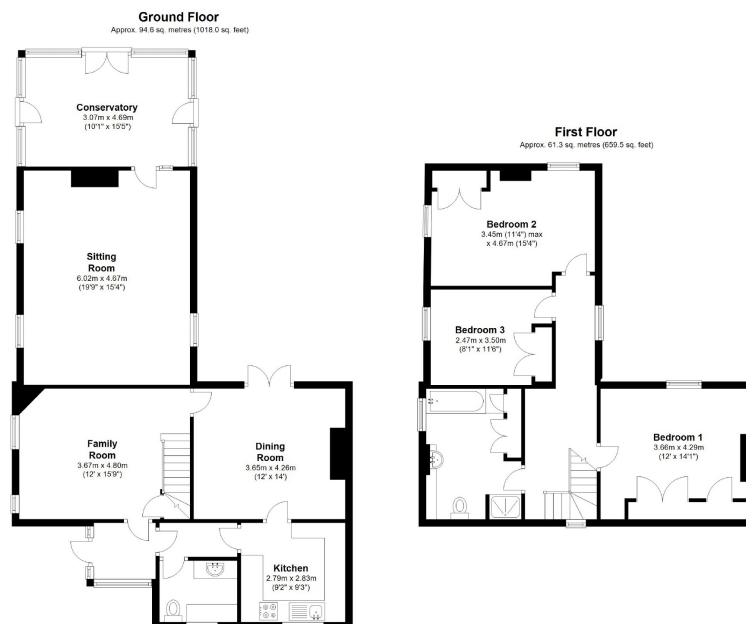 Ground Floor
Approx. 94.6 sq. metres (1018.0 sq. feet)
Conservatory
3.07m x 4.69m
(10'1" x 15'5")
Sitting
Room
6.02m x 4.67m
(19'9" x 15'4")
Family
Room
3.67m x 4.80m
(12' x 15'9")
Dining
Room
3.65m x 4.26m
(12' x 14')
Kitchen
2.79m x 2.83m
(9'2" x 9'3")
First Floor
Approx. 61.3 sq. metres (659.5 sq. feet)
Bedroom 2
3.45m (11'4") max
x 4.67m (15'4")
Bedroom 3
2.47m x 3.50m
(8'1" x 11'6")
Bedroom 1
3.66m x 4.29m
(12' x 14'1")